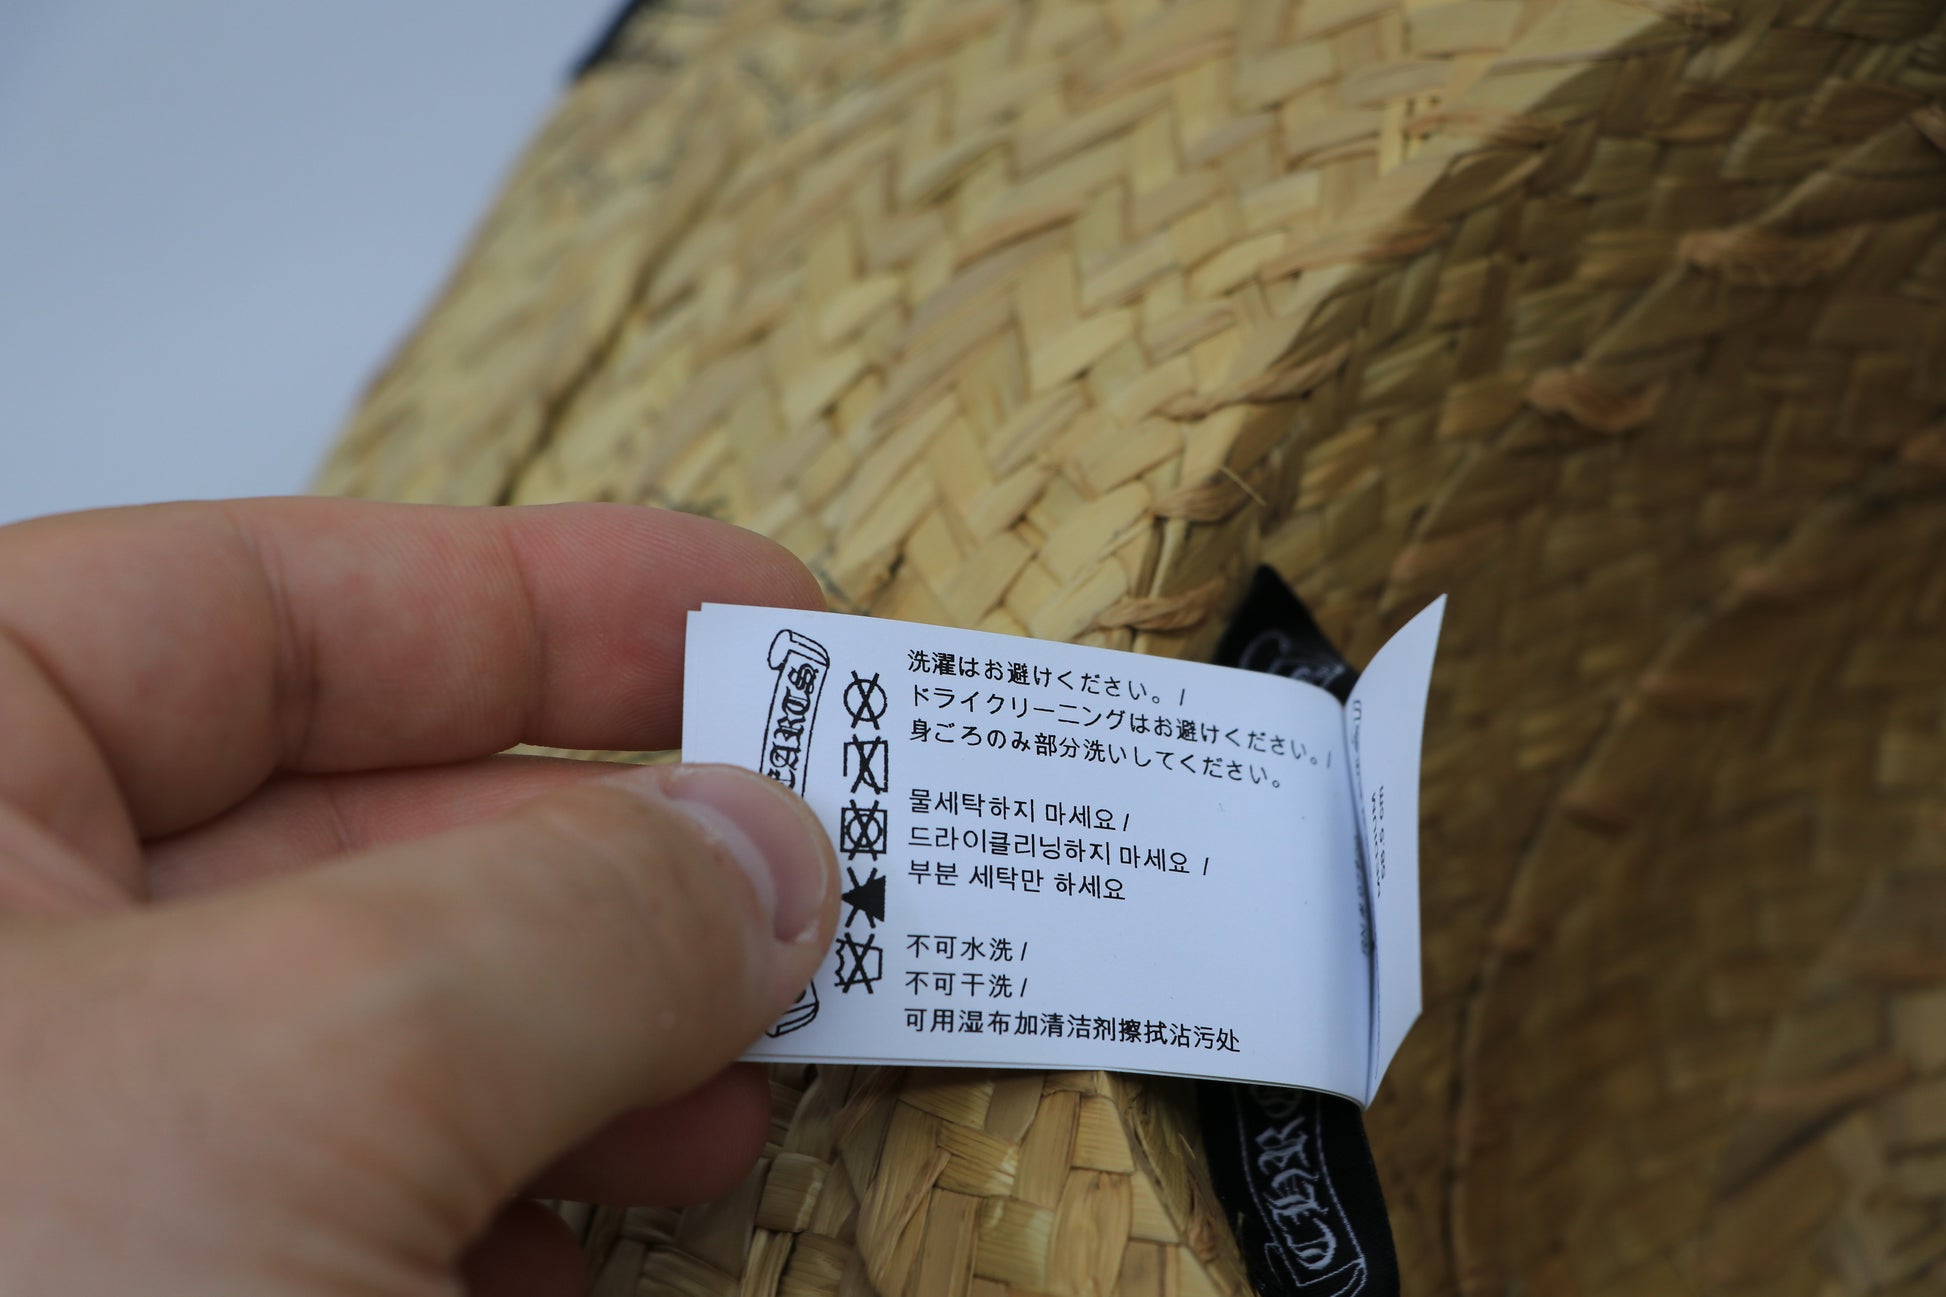 洗濯はお避けください。/
ドライクリーニングはお避けください。/
身ごろのみ部分洗いしてください。
물세탁하지 마세요 /
드라이클리닝하지 마세요 /
부분 세탁만 하세요
不可水洗 /
不可干洗 /
可用湿布加清洁剂擦拭沾污处